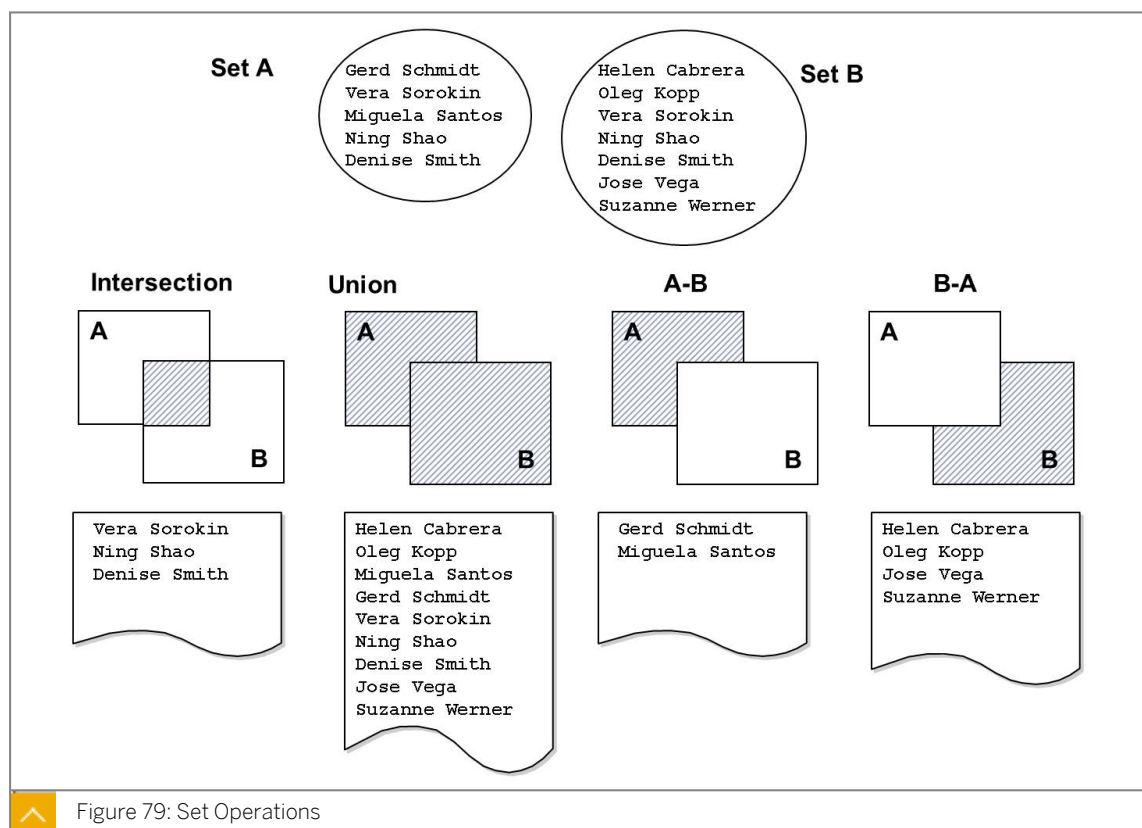 Set A
Gerd Schmidt
Vera Sorokin
Miguela Santos
Ning Shao
Denise Smith
Helen Cabrera
Oleg Kopp
Vera Sorokin
Ning Shao
Denise Smith
Jose Vega
Suzanne Werner
Set B
Intersection
A
B
Vera Sorokin
Ning Shao
Denise Smith
Union
A
B
Helen Cabrera
Oleg Kopp
Miguela Santos
Gerd Schmidt
Vera Sorokin
Ning Shao
Denise Smith
Jose Vega
Suzanne Werner
A-B
A
B
Gerd Schmidt
Miguela Santos
B-A
A
B
Helen Cabrera
Oleg Kopp
Jose Vega
Suzanne Werner
Figure 79: Set Operations